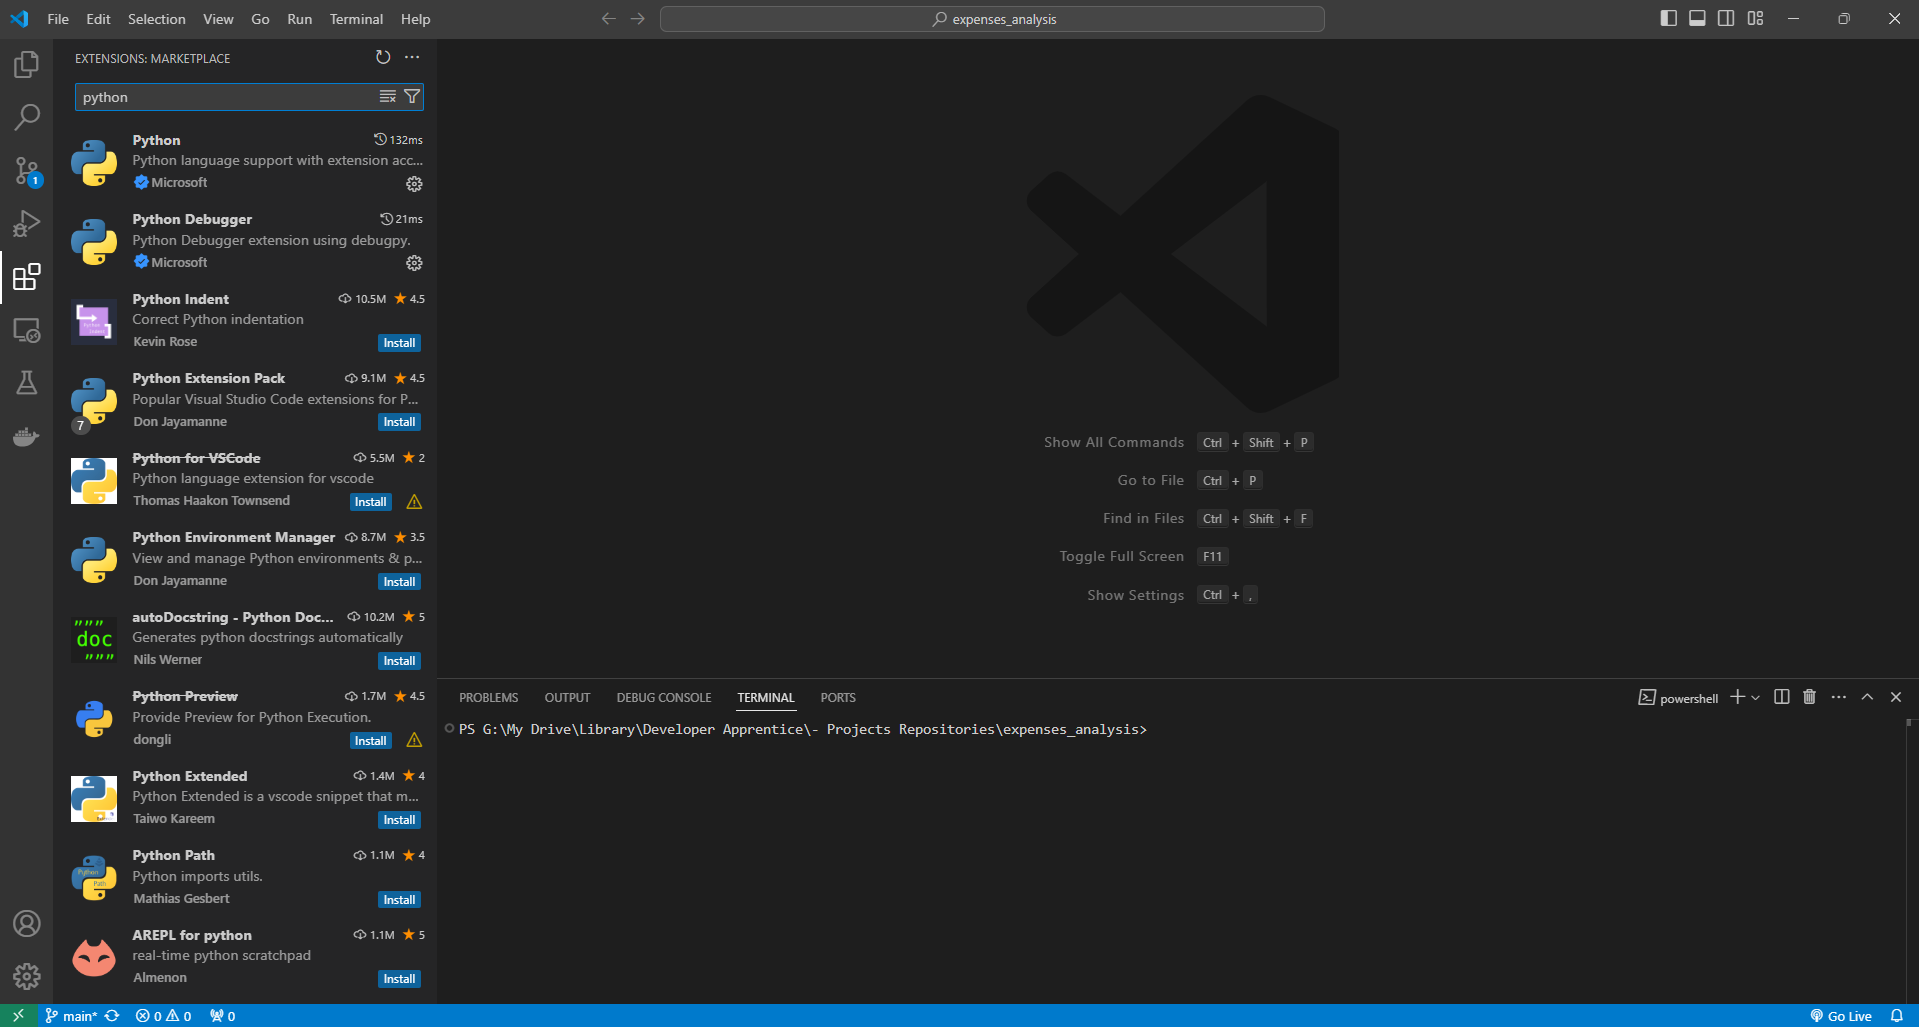 File Edit Selection View Go Run Terminal Help
expenses_analysis
EXTENSIONS: MARKETPLACE
python
Python 132ms
Python language support with extension acc...
Microsoft
Python Debugger 21ms
Python Debugger extension using debugpy.
Microsoft
Python Indent 10.5M 4.5
Correct Python indentation
Kevin Rose Install
Python Extension Pack 9.1M 4.5
Popular Visual Studio Code extensions for P...
7
Don Jayamanne Install
Python for VSCode 5.5M 2
Python language extension for vscode
Thomas Haakon Townsend Install
Python Environment Manager 8.7M 3.5
View and manage Python environments & p...
Don Jayamanne Install
autoDocstring - Python Doc... 10.2M 5
Generates python docstrings automatically
Nils Werner Install
""" doc """
Python Preview 1.7M 4.5
Provide Preview for Python Execution.
dongli Install
Python Extended 1.4M 4
Python Extended is a vscode snippet that m...
Taiwo Kareem Install
Python Path 1.1M 4
Python imports utils.
Mathias Gesbert Install
AREPL for python 1.1M 5
real-time python scratchpad
Almenon Install
1
Show All Commands Ctrl + Shift + P
Go to File Ctrl + P
Find in Files Ctrl + Shift + F
Toggle Full Screen F11
Show Settings Ctrl + ,
PROBLEMS OUTPUT DEBUG CONSOLE TERMINAL PORTS
powershell
PS G:\My Drive\Library\Developer Apprentice\- Projects Repositories\expenses_analysis>
main* 0 0 0
Go Live